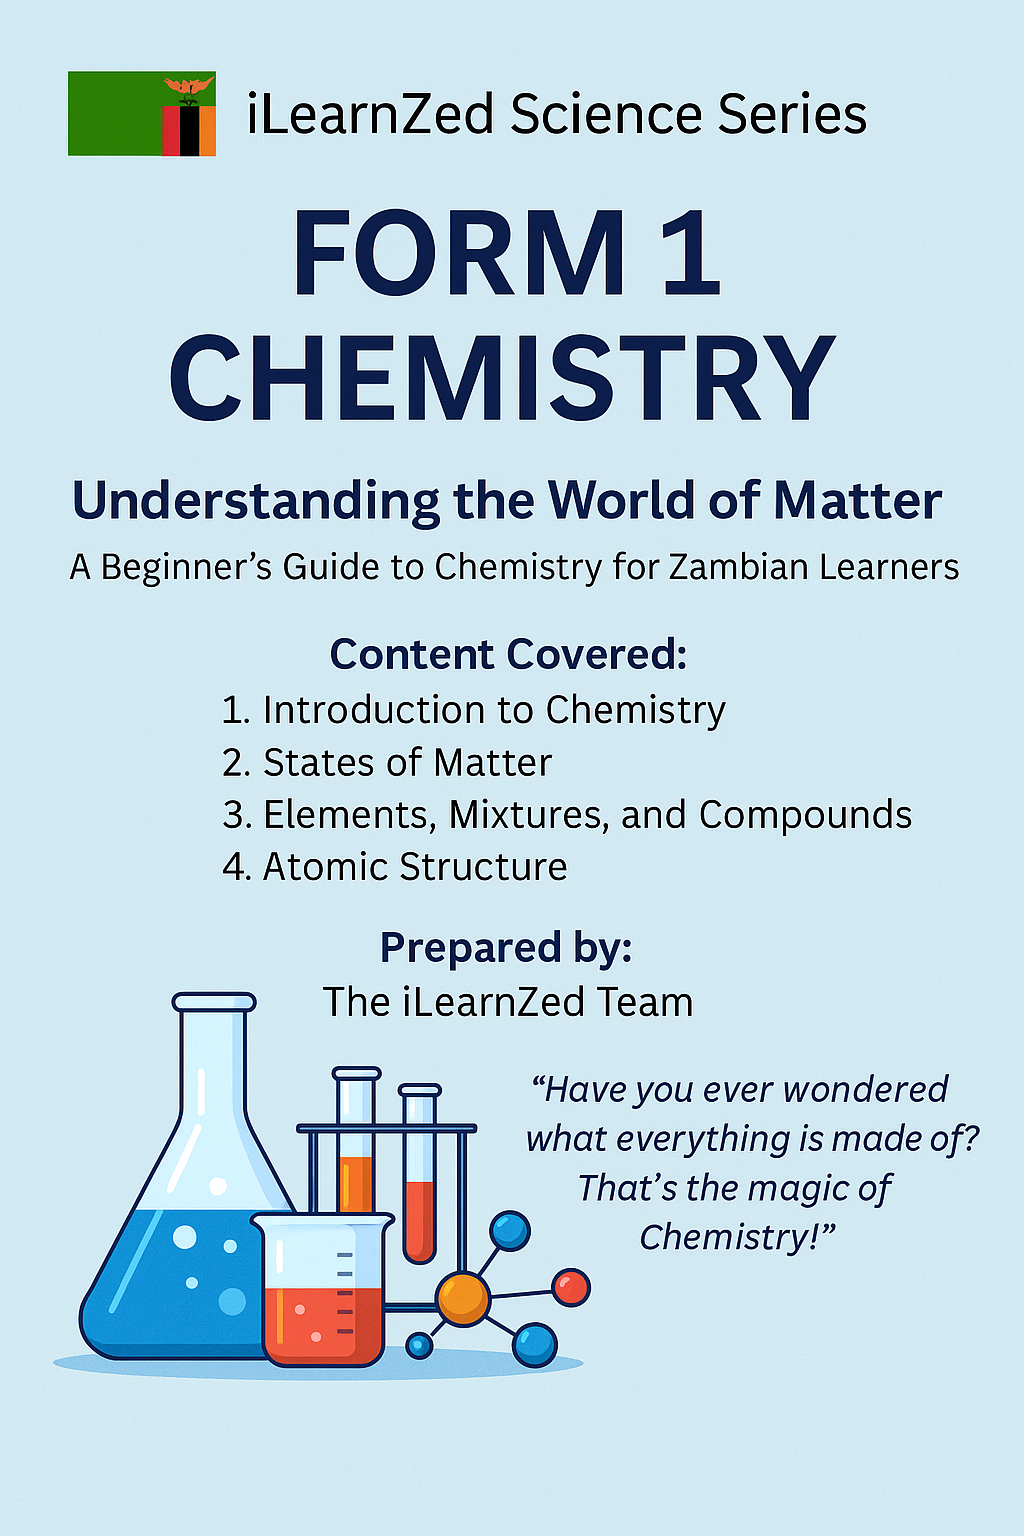 iLearnZed Science Series
FORM 1
CHEMISTRY
Understanding the World of Matter
A Beginner’s Guide to Chemistry for Zambian Learners
Content Covered:
1. Introduction to Chemistry
2. States of Matter
3. Elements, Mixtures, and Compounds
4. Atomic Structure
Prepared by:
The iLearnZed Team
“Have you ever wondered
what everything is made of?
That’s the magic of
Chemistry!”